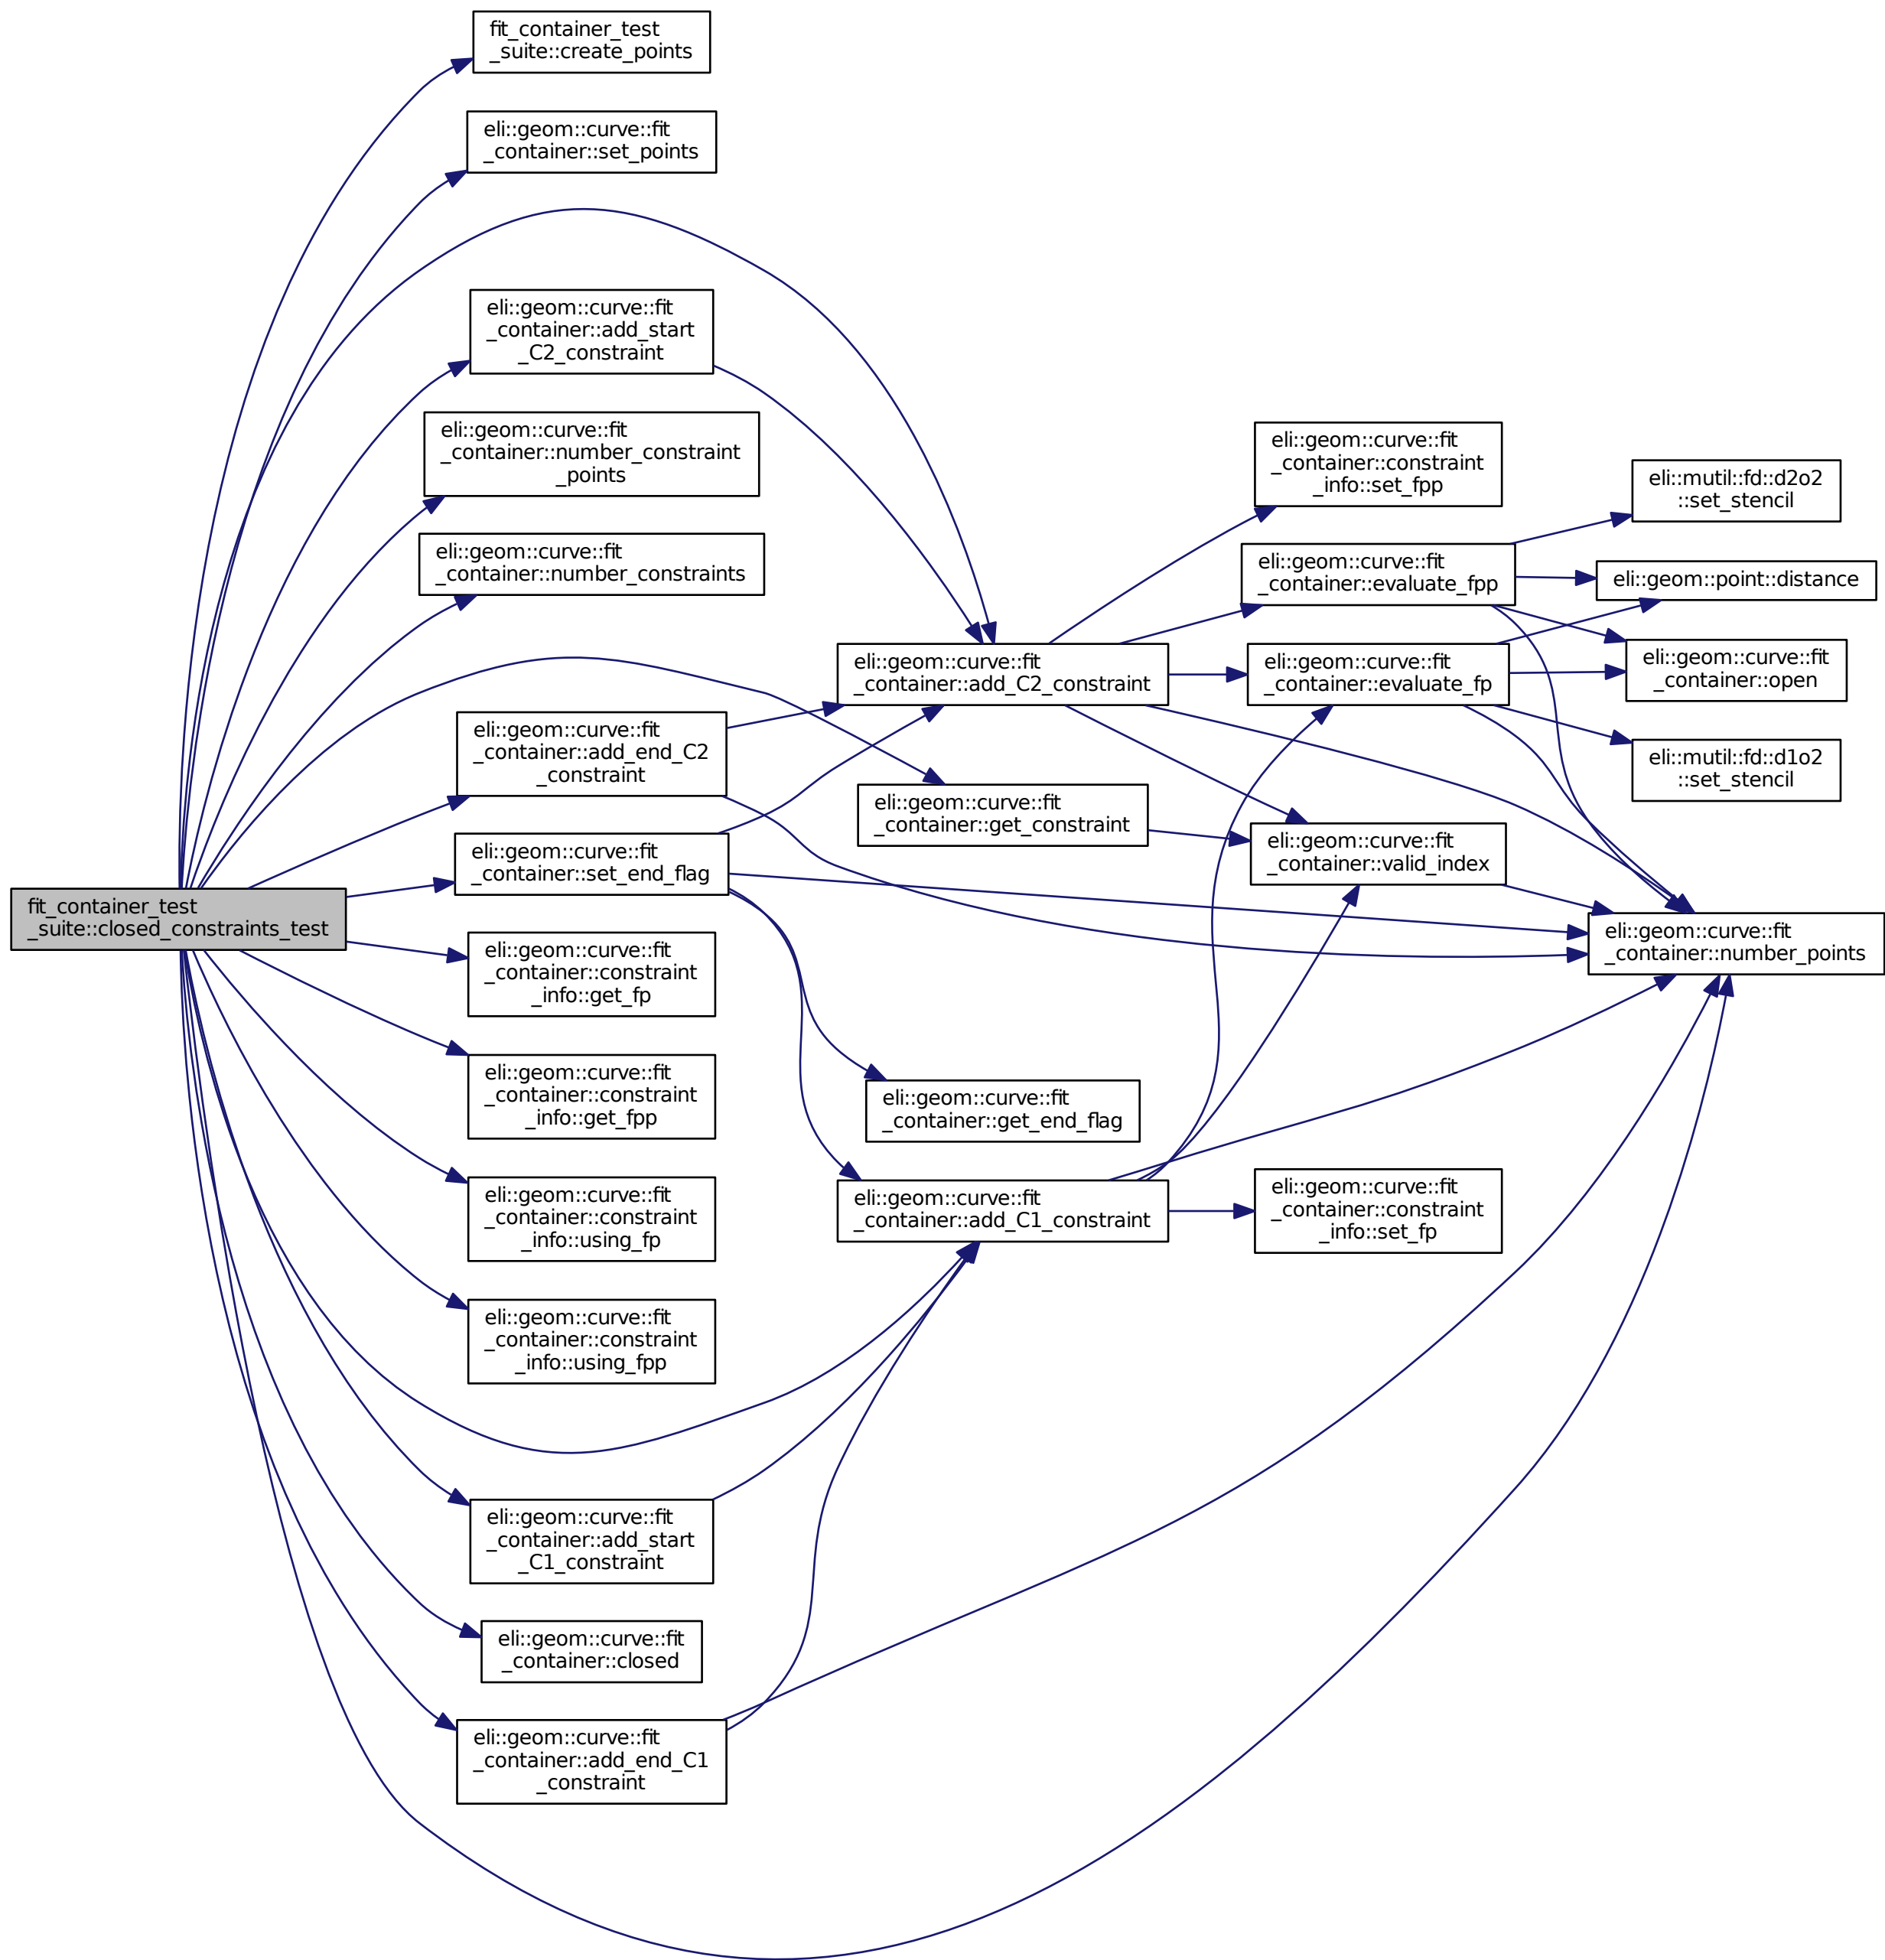 fit_container_test
_suite::create_points
eli::geom::curve::fit
_container::set_points
eli::geom::curve::fit
_container::add_start
_C2_constraint
eli::geom::curve::fit
_container::number_constraint
_points
eli::geom::curve::fit
_container::number_constraints
eli::geom::curve::fit
_container::add_end_C2
_constraint
eli::geom::curve::fit
_container::set_end_flag
fit_container_test
_suite::closed_constraints_test
eli::geom::curve::fit
_container::constraint
_info::get_fp
eli::geom::curve::fit
_container::constraint
_info::get_fpp
eli::geom::curve::fit
_container::constraint
_info::using_fp
eli::geom::curve::fit
_container::constraint
_info::using_fpp
eli::geom::curve::fit
_container::add_start
_C1_constraint
eli::geom::curve::fit
_container::closed
eli::geom::curve::fit
_container::add_end_C1
_constraint
eli::geom::curve::fit
_container::add_C2_constraint
eli::geom::curve::fit
_container::get_constraint
eli::geom::curve::fit
_container::get_end_flag
eli::geom::curve::fit
_container::add_C1_constraint
eli::geom::curve::fit
_container::constraint
_info::set_fpp
eli::geom::curve::fit
_container::evaluate_fpp
eli::geom::curve::fit
_container::evaluate_fp
eli::geom::curve::fit
_container::valid_index
eli::geom::curve::fit
_container::constraint
_info::set_fp
eli::mutil::fd::d2o2
::set_stencil
eli::geom::point::distance
eli::geom::curve::fit
_container::open
eli::mutil::fd::d1o2
::set_stencil
eli::geom::curve::fit
_container::number_points